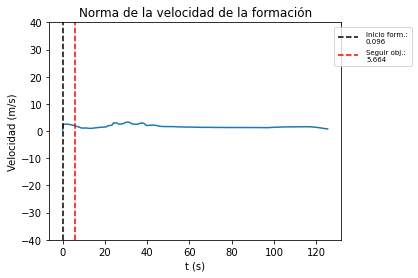 Norma de la velocidad de la formación
Inicio form.:
0.096
Seguir obj.:
5.664
Velocidad (m/s)
40
30
20
10
0
−10
−20
−30
−40
0 20 40 60 80 100 120
t (s)